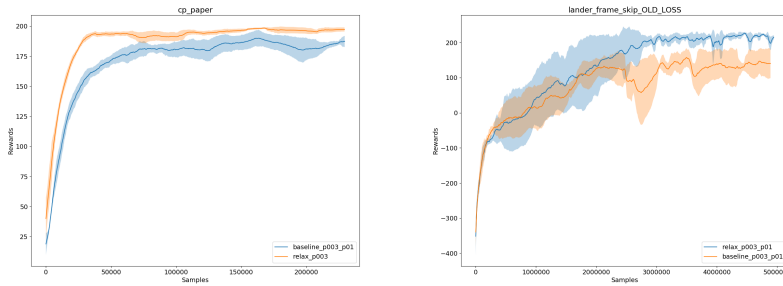 cp_paper
200
175
150
125
100
75
50
25
Rewards
0
50000
100000
150000
200000
Samples
baseline_p003_p01
relax_p003
lander_frame_skip_OLD_LOSS
200
100
0
−100
−200
−300
−400
Rewards
0
1000000
2000000
3000000
4000000
Samples
relax_p003_p01
baseline_p003_p01